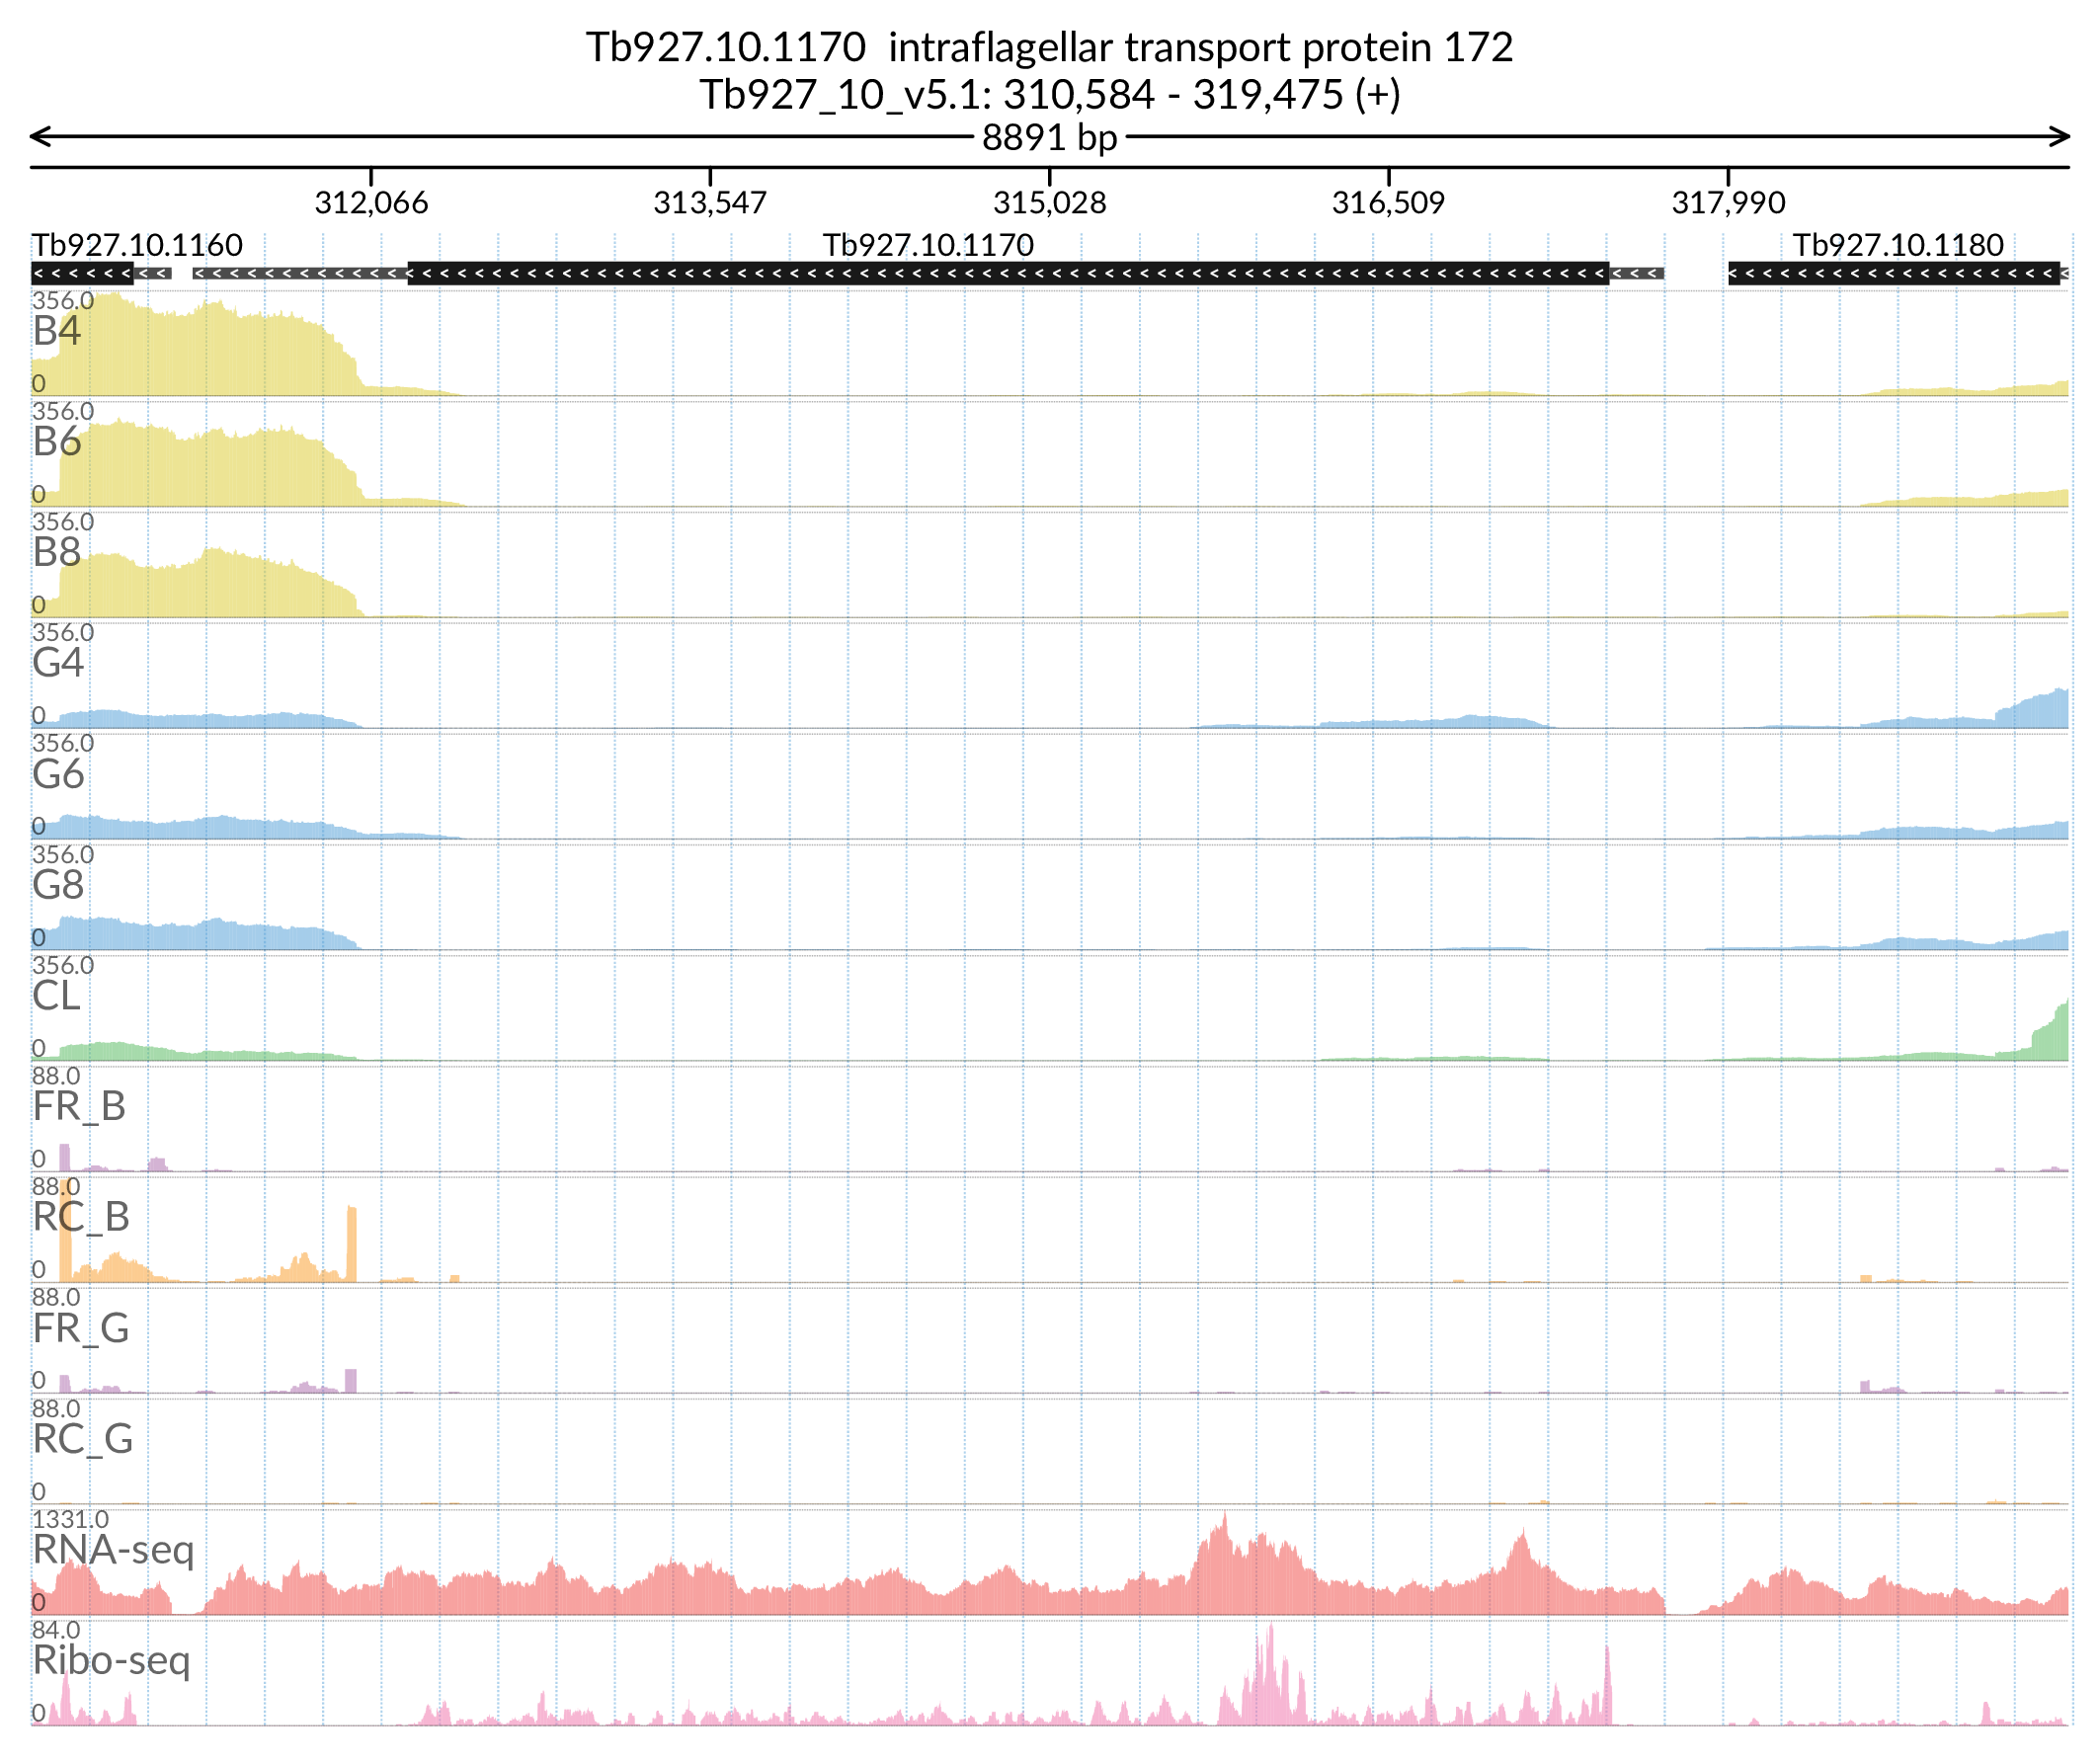 Tb927.10.1170  intraflagellar transport protein 172
Tb927_10_v5.1: 310,584 - 319,475 (+)
8891 bp
312,066 313,547 315,028 316,509 317,990
Tb927.10.1160 Tb927.10.1170 Tb927.10.1180
356.0
B4
0
356.0
B6
0
356.0
B8
0
356.0
G4
0
356.0
G6
0
356.0
G8
0
356.0
CL
0
88.0
FR_B
0
88.0
RC_B
0
88.0
FR_G
0
88.0
RC_G
0
1331.0
RNA-seq
0
84.0
Ribo-seq
0